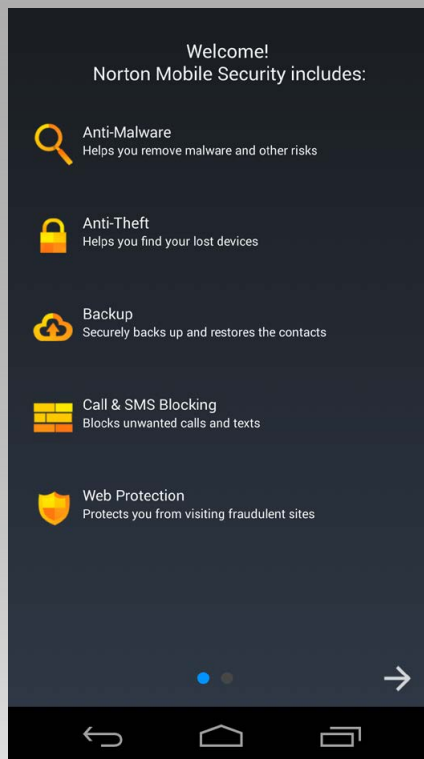 Welcome!
Norton Mobile Security includes:
Anti-Malware
Helps you remove malware and other risks
Anti-Theft
Helps you find your lost devices
Backup
Securely backs up and restores the contacts
Call & SMS Blocking
Blocks unwanted calls and texts
Web Protection
Protects you from visiting fraudulent sites